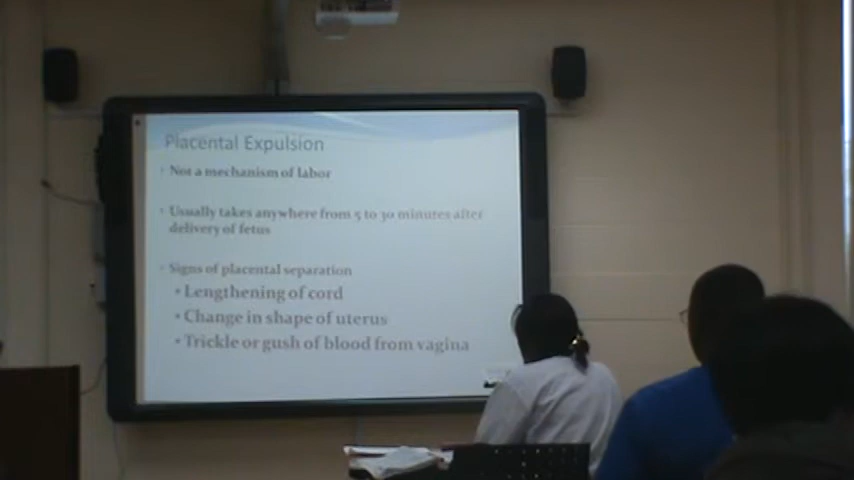 Placental Expulsion
Not a mechanism of labor
Usually takes anywhere from 5 to 30 minutes after
delivery of fetus
Signs of placental separation
• Lengthening of cord
• Change in shape of uterus
• Trickle or gush of blood from vagina